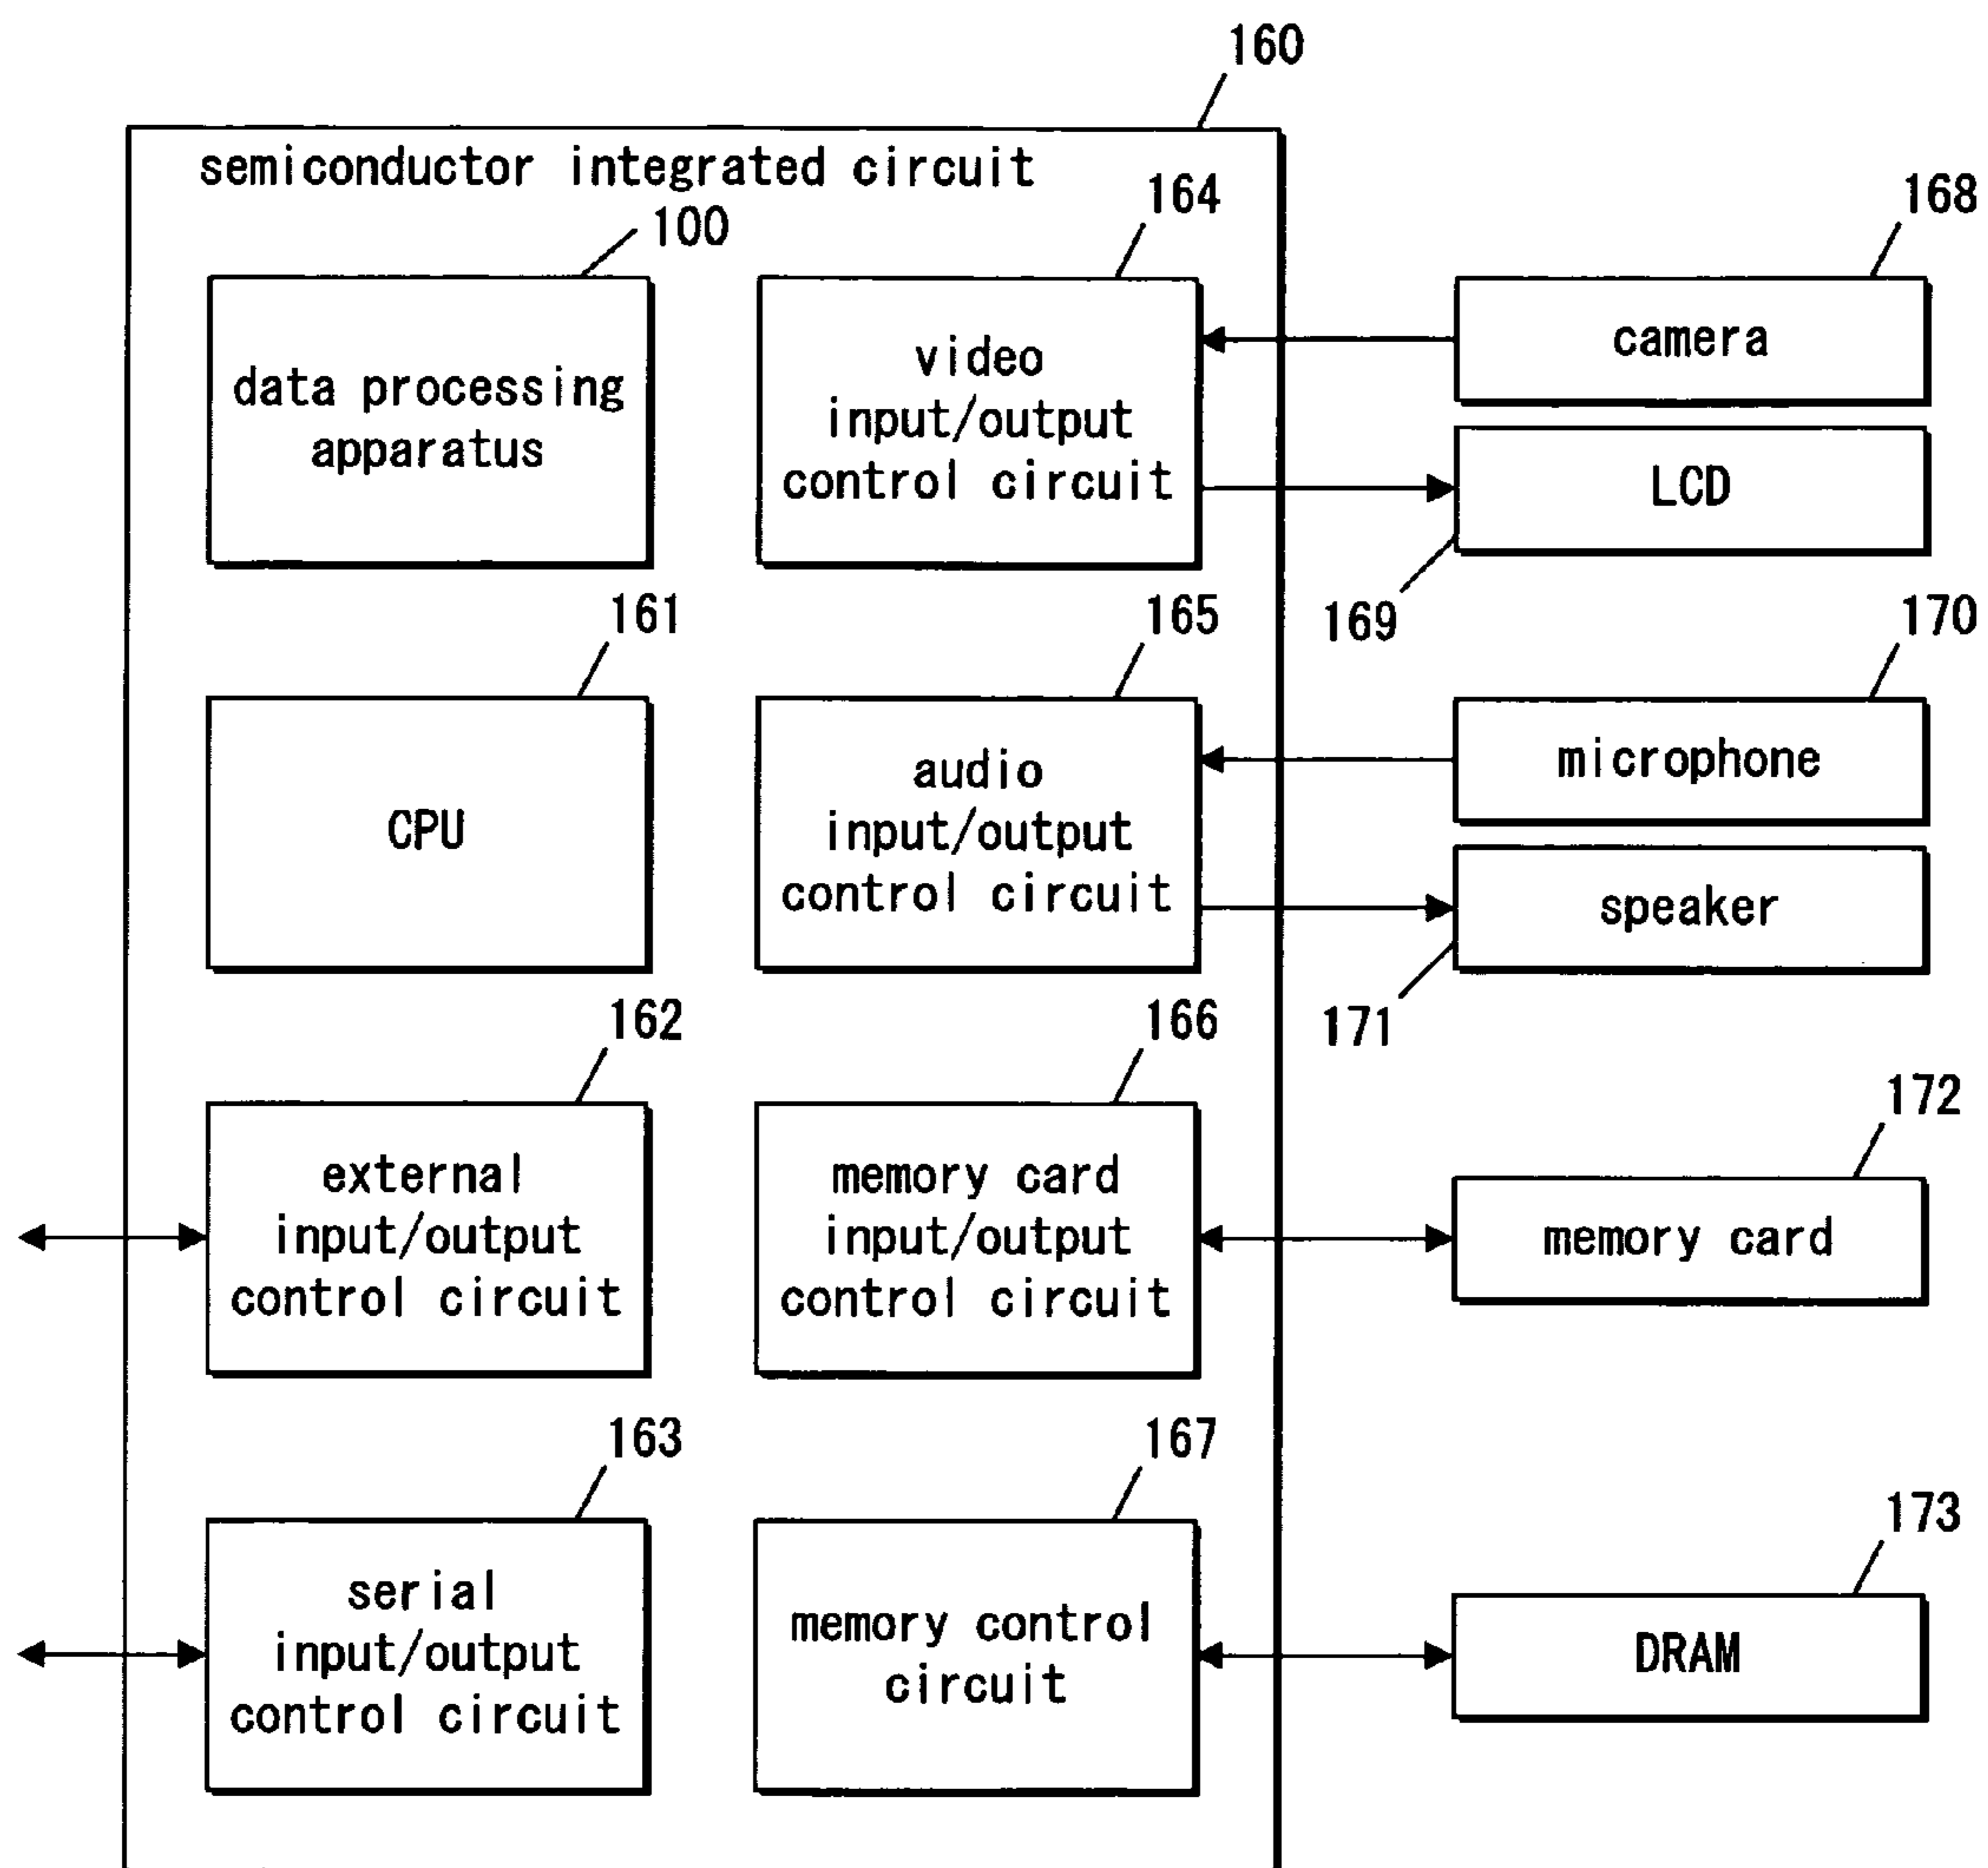 160
semiconductor integrated circuit
100
164
168
data processing
apparatus
video
input/output
control circuit
camera
LCD
169
161
165
170
CPU
audio
input/output
control circuit
microphone
speaker
171
162
166
172
external
input/output
control circuit
memory card
input/output
control circuit
memory card
163
167
173
serial
input/output
control circuit
memory control
circuit
DRAM